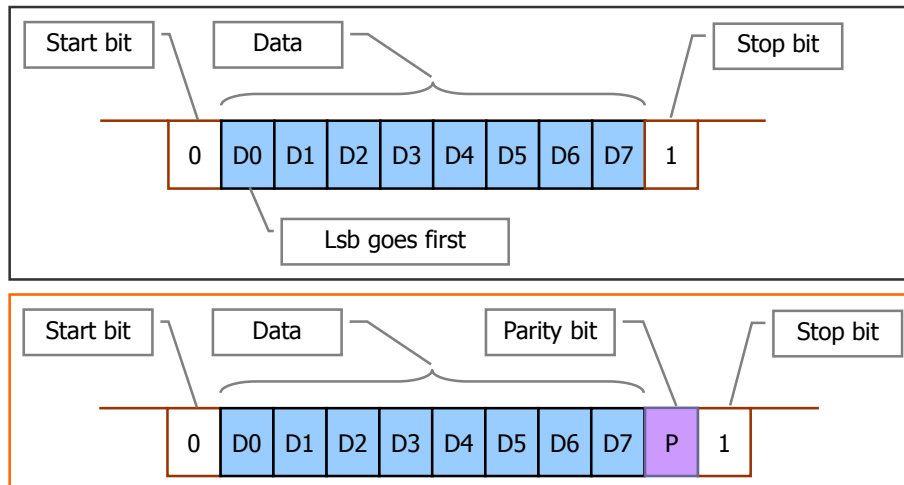 Start bit Data Stop bit
0 D0 D1 D2 D3 D4 D5 D6 D7 1
Lsb goes first
Start bit Data Parity bit Stop bit
0 D0 D1 D2 D3 D4 D5 D6 D7 P 1